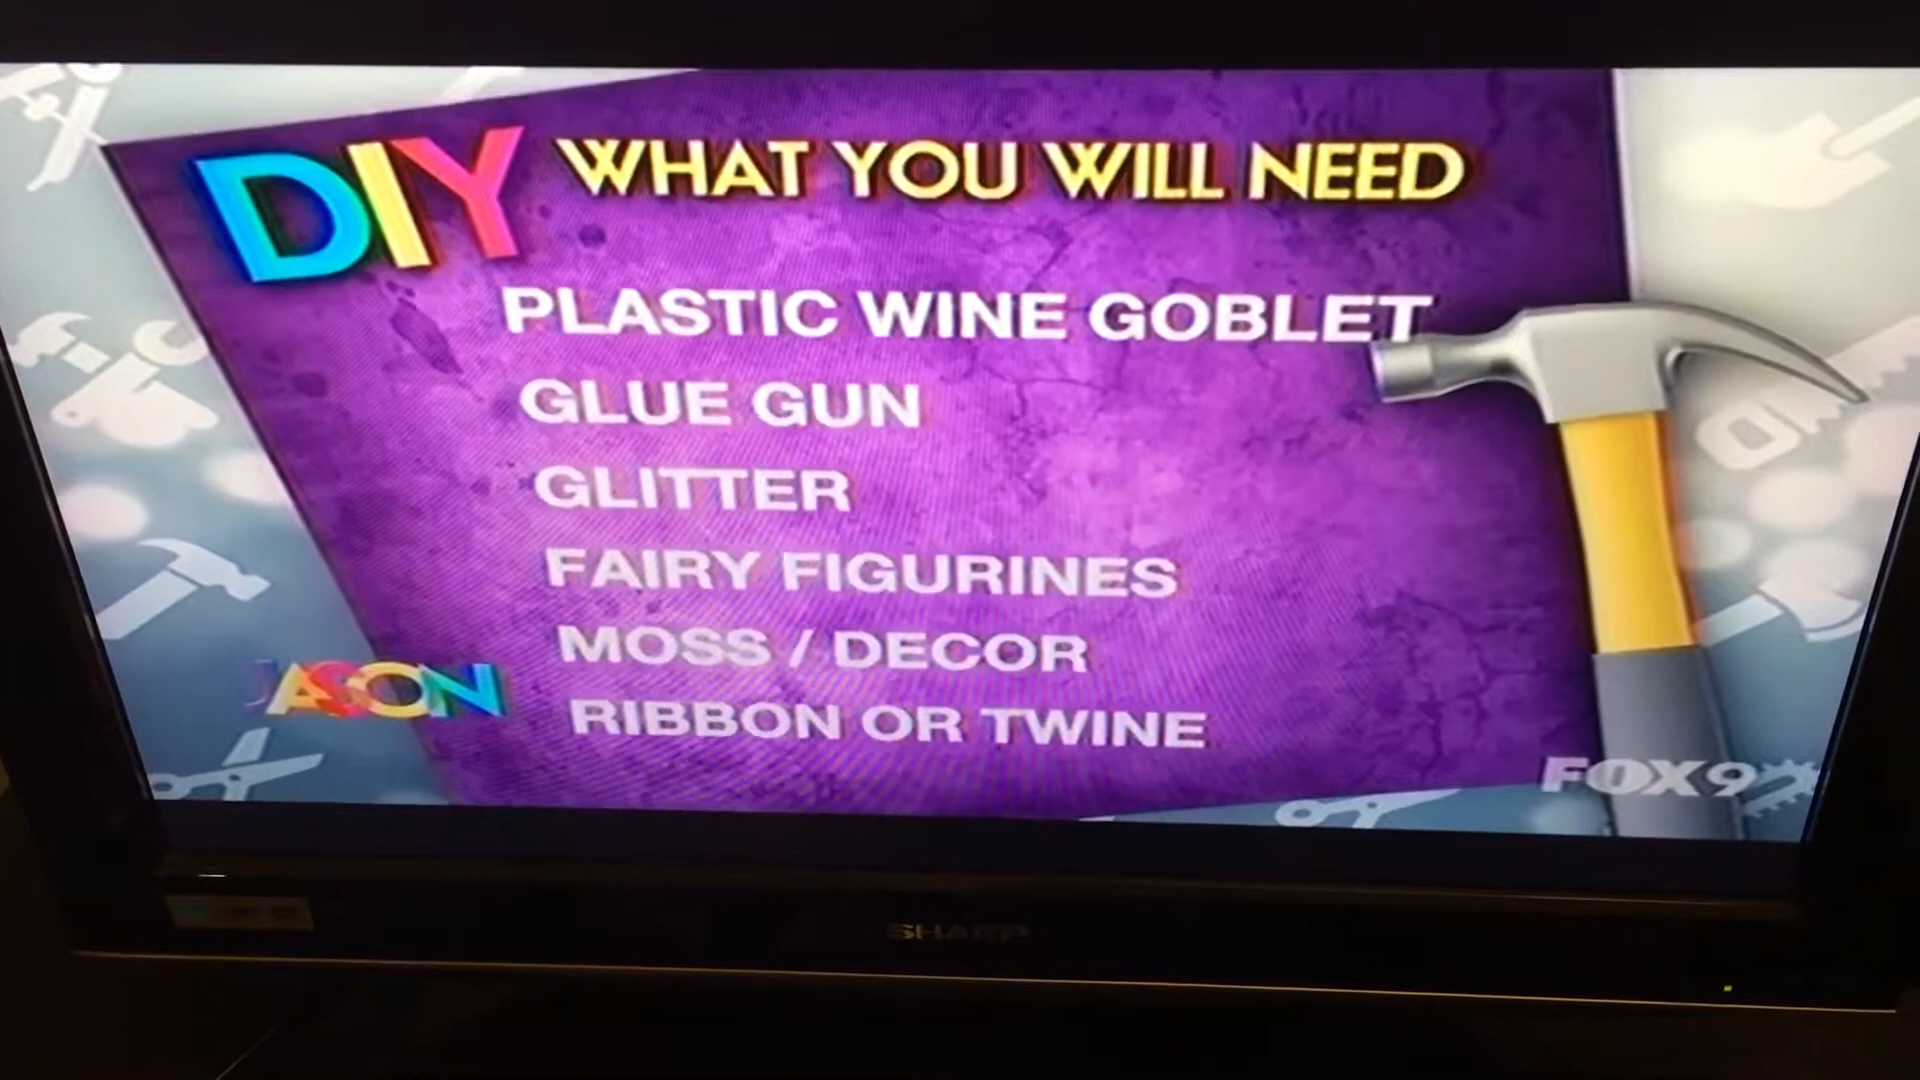 DIY WHAT YOU WILL NEED
PLASTIC WINE GOBLET
GLUE GUN
GLITTER
FAIRY FIGURINES
MOSS / DECOR
RIBBON OR TWINE
JASON
FOX9
SHARP